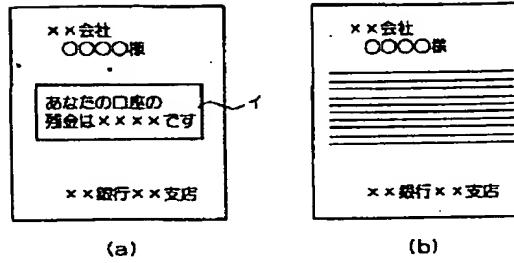 ××会社
○○○○様
あなたの口座の
残金は××××です
イ
××銀行××支店
(a)
××会社
○○○○様
××銀行××支店
(b)